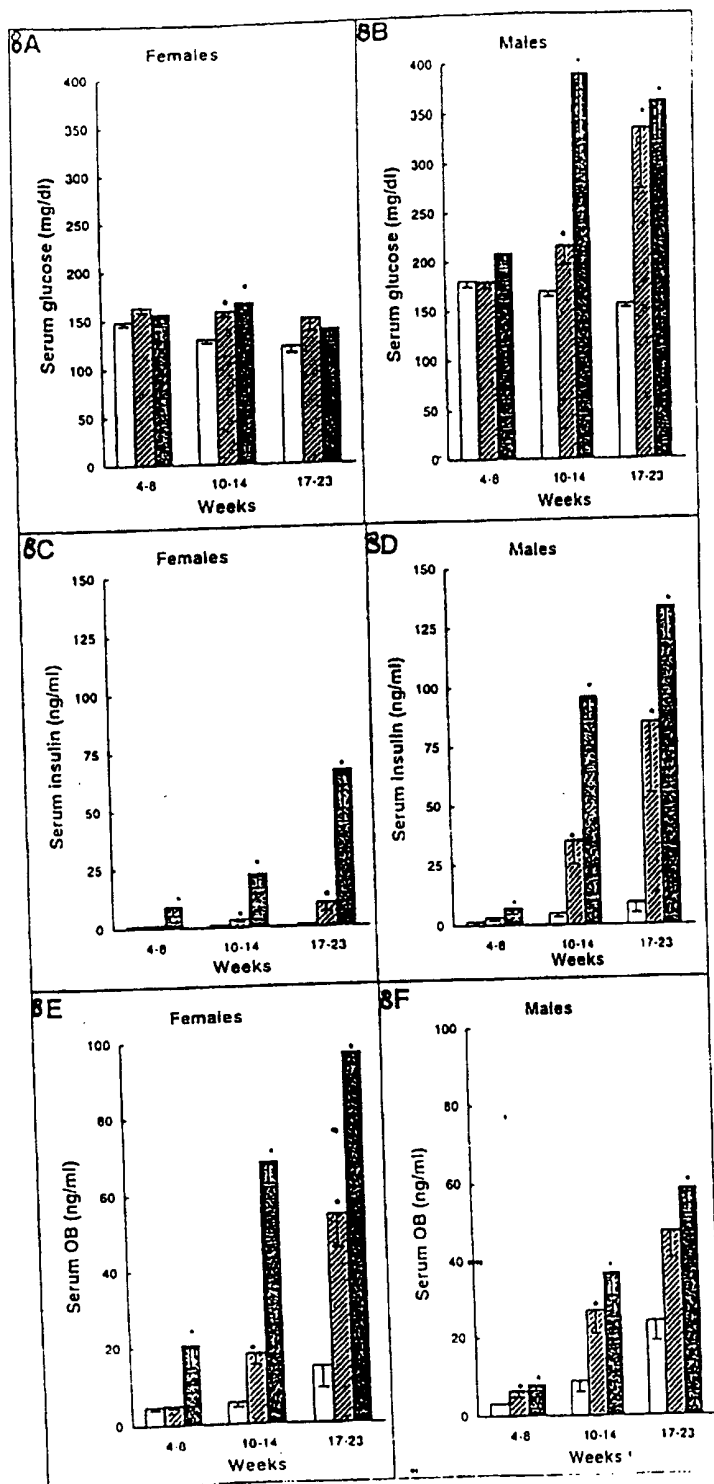 8A
Females
Serum glucose (mg/dl)
400
350
300
250
200
150
100
50
0
4-8
10-14
17-23
Weeks
8B
Males
Serum glucose (mg/dl)
400
350
300
250
200
150
100
50
0
4-8
10-14
17-23
Weeks
8C
Females
Serum insulin (ng/ml)
150
125
100
75
50
25
0
4-8
10-14
17-23
Weeks
8D
Males
Serum insulin (ng/ml)
150
125
100
75
50
25
0
4-8
10-14
17-23
Weeks
8E
Females
Serum OB (ng/ml)
100
80
60
40
20
0
4-8
10-14
17-23
Weeks
8F
Males
Serum OB (ng/ml)
100
80
60
40
20
0
4-8
10-14
17-23
Weeks